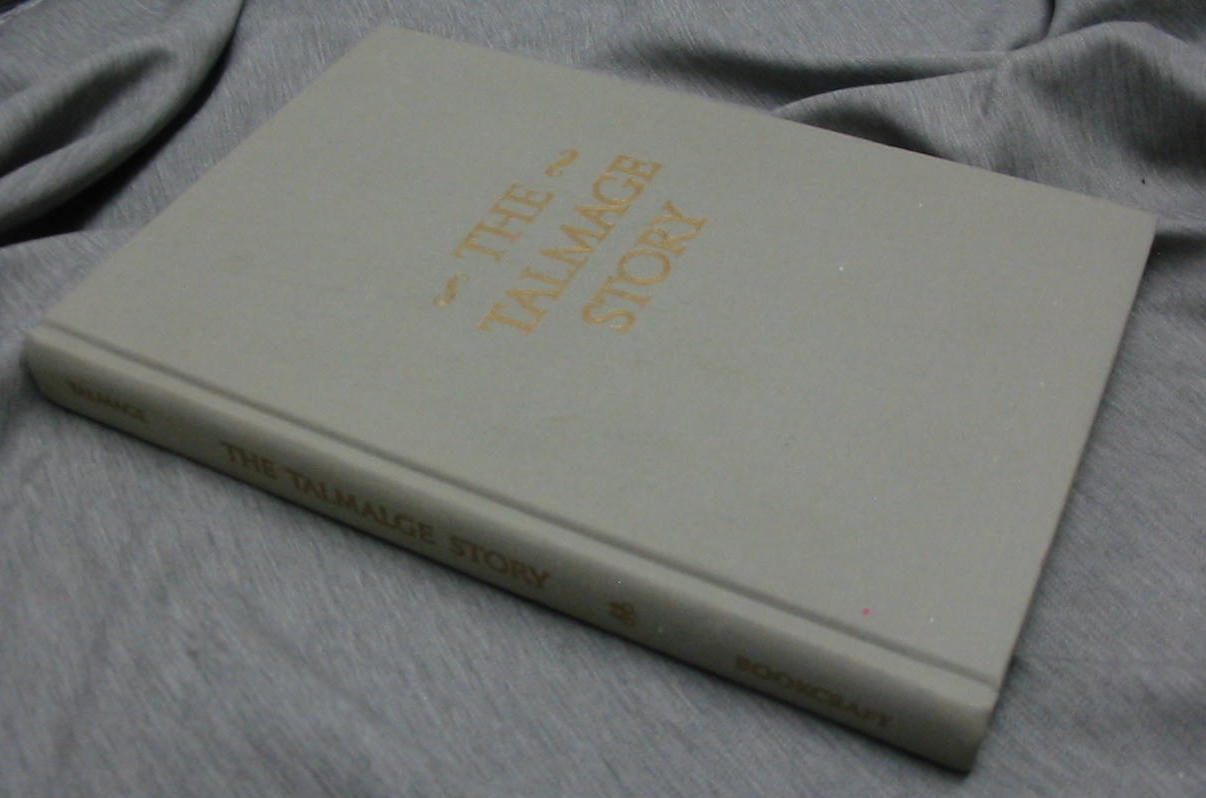 THE
TALMAGE
STORY
TALMAGE
THE TALMALGE STORY
BOOKCRAFT